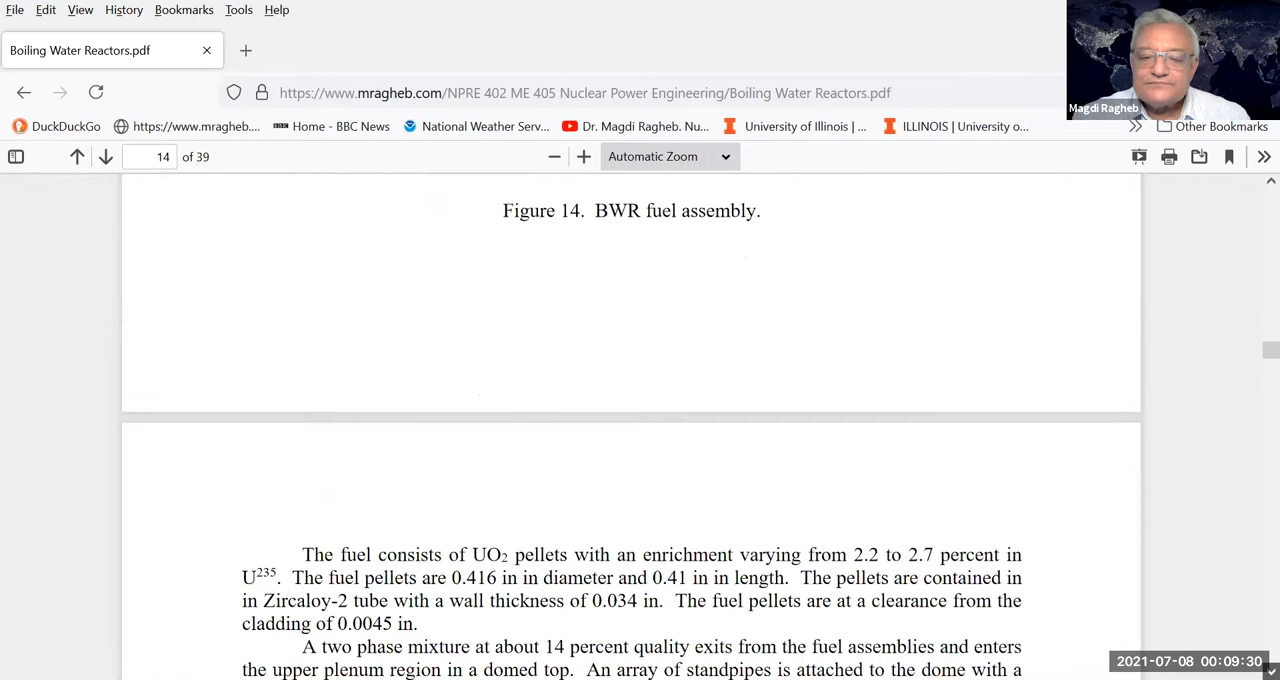 File Edit View History Bookmarks Tools Help
Boiling Water Reactors.pdf
https://www.mragheb.com/NPRE 402 ME 405 Nuclear Power Engineering/Boiling Water Reactors.pdf
Magdi Ragheb
DuckDuckGo https://www.mragheb.... BBC Home - BBC News National Weather Serv... Dr. Magdi Ragheb. Nu... University of Illinois | ... ILLINOIS | University o... Other Bookmarks
14 of 39 Automatic Zoom
Figure 14. BWR fuel assembly.
The fuel consists of UO₂ pellets with an enrichment varying from 2.2 to 2.7 percent in
U²³⁵. The fuel pellets are 0.416 in in diameter and 0.41 in in length. The pellets are contained in
in Zircaloy-2 tube with a wall thickness of 0.034 in. The fuel pellets are at a clearance from the
cladding of 0.0045 in.
A two phase mixture at about 14 percent quality exits from the fuel assemblies and enters
the upper plenum region in a domed top. An array of standpipes is attached to the dome with a
2021-07-08 00:09:30